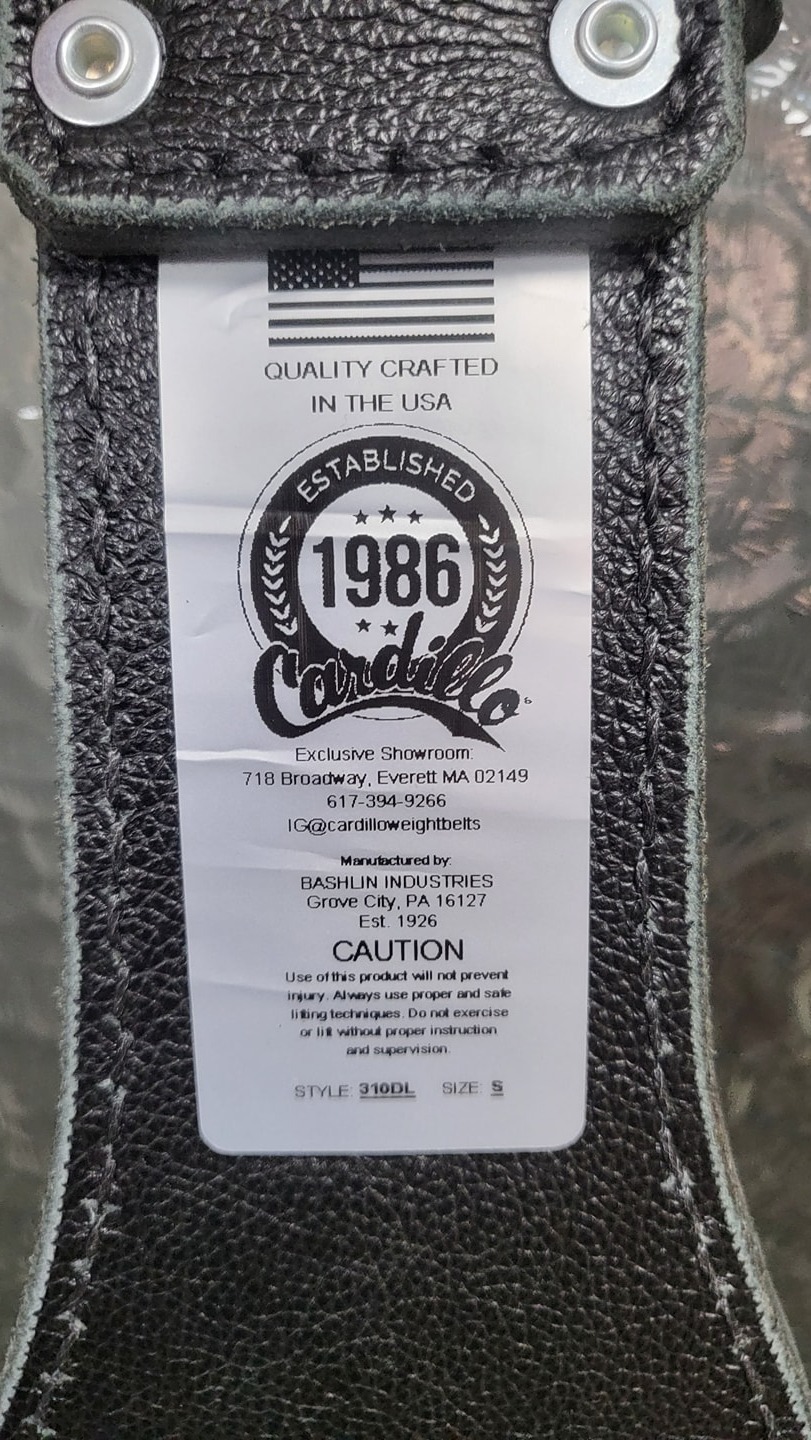 QUALITY CRAFTED
IN THE USA
ESTABLISHED
1986
Cardillo
Exclusive Showroom:
718 Broadway, Everett MA 02149
617-394-9266
IG@cardilloweightbelts
Manufactured by:
BASHLIN INDUSTRIES
Grove City, PA 16127
Est. 1926
CAUTION
Use of this product will not prevent
injury. Always use proper and safe
lifting techniques. Do not exercise
or lift without proper instruction
and supervision.
STYLE: 310DL SIZE: S